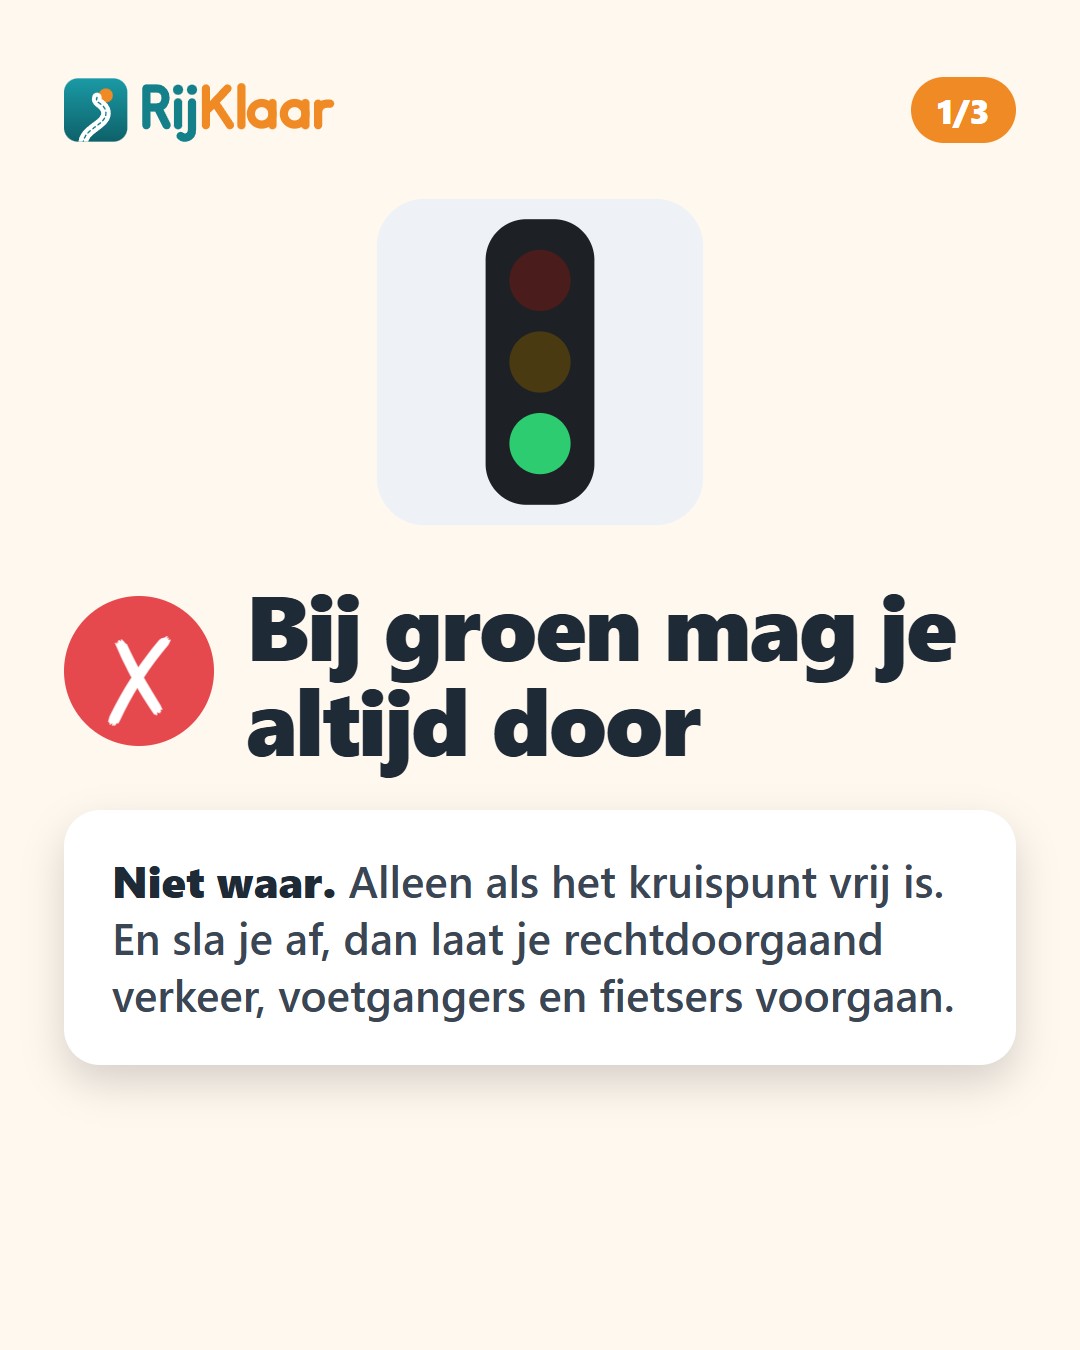 RijKlaar
1/3
X
Bij groen mag je
altijd door
Niet waar. Alleen als het kruispunt vrij is.
En sla je af, dan laat je rechtdoorgaand
verkeer, voetgangers en fietsers voorgaan.